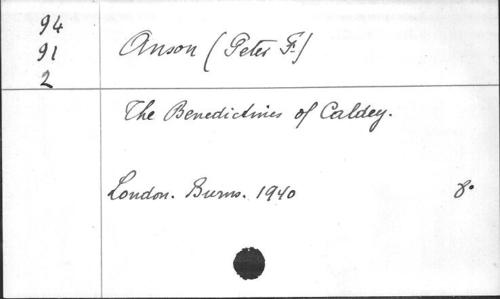 94
91
2
Anson (Peter F.)
The Benedictines of Caldey.
London. Burns. 1940 8°